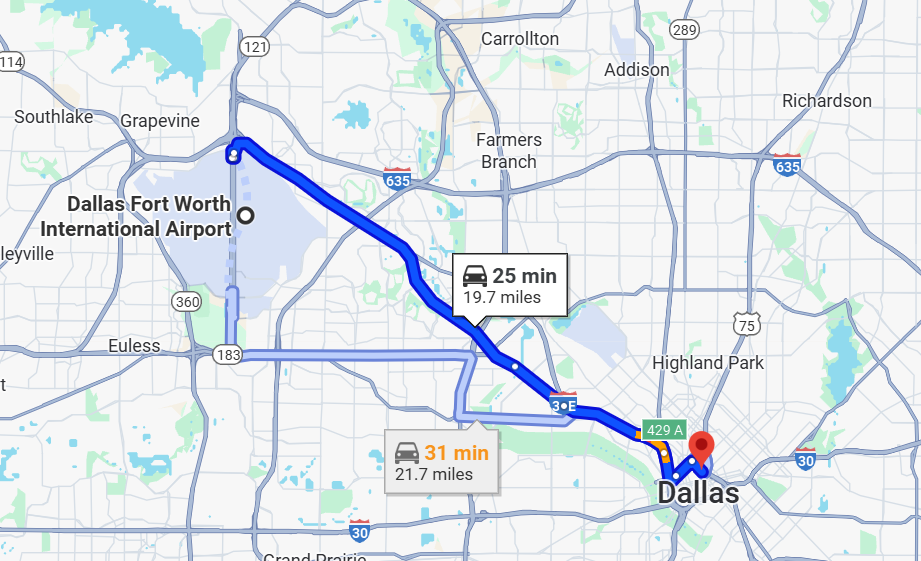 289
Carrollton
121
114
Addison
Richardson
Southlake
Grapevine
Farmers
Branch
635
635
Dallas Fort Worth
International Airport
leyville
25 min
19.7 miles
360
75
Euless
183
Highland Park
t
429 A
31 min
21.7 miles
30
Dallas
30
Grand Prairie